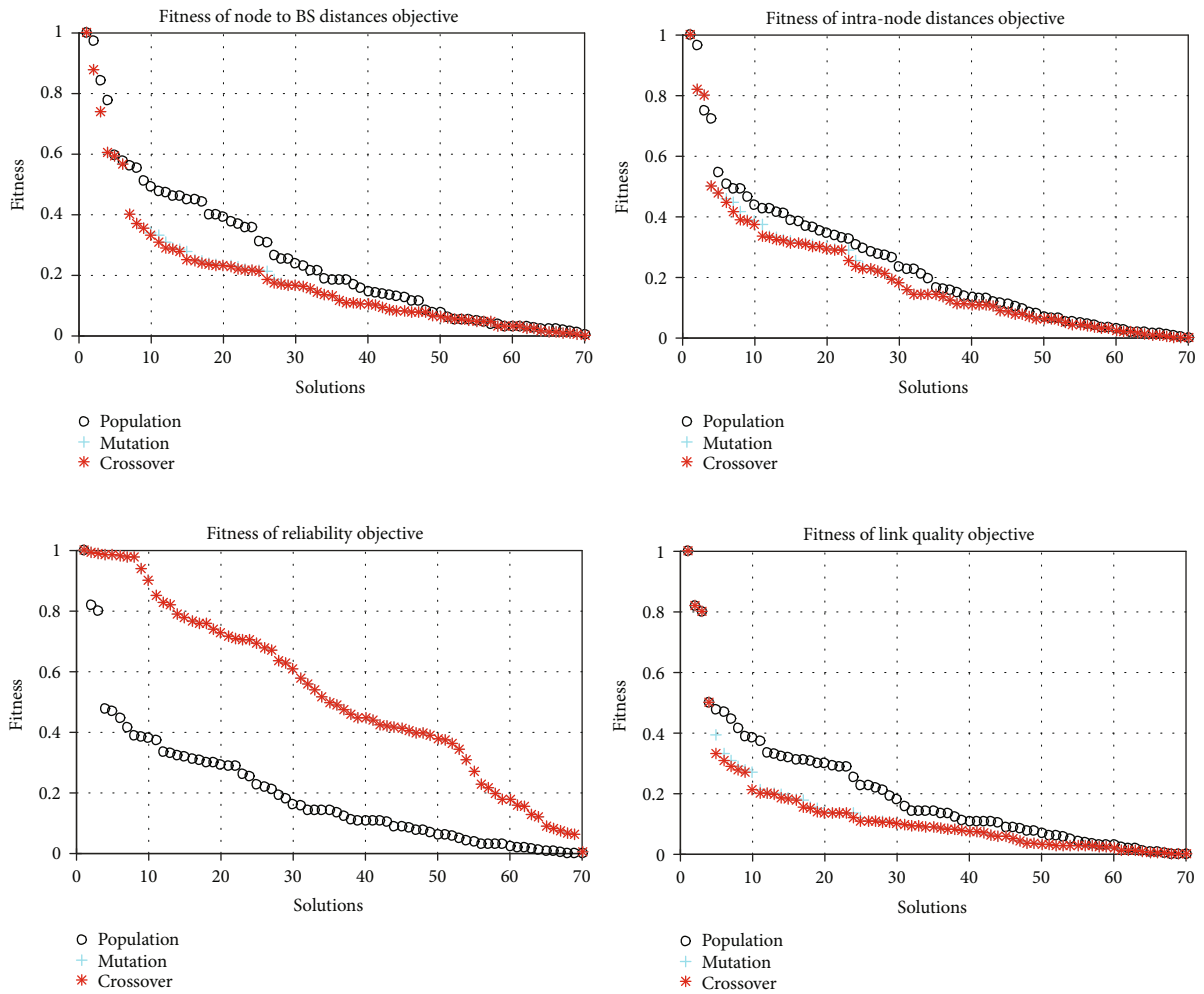 Fitness of node to BS distances objective
1
0.8
0.6
0.4
0.2
0
Fitness
0 10 20 30 40 50 60 70
Solutions
Population
Mutation
Crossover
Fitness of intra-node distances objective
1
0.8
0.6
0.4
0.2
0
Fitness
0 10 20 30 40 50 60 70
Solutions
Population
Mutation
Crossover
Fitness of reliability objective
1
0.8
0.6
0.4
0.2
0
Fitness
0 10 20 30 40 50 60 70
Solutions
Population
Mutation
Crossover
Fitness of link quality objective
1
0.8
0.6
0.4
0.2
0
Fitness
0 10 20 30 40 50 60 70
Solutions
Population
Mutation
Crossover